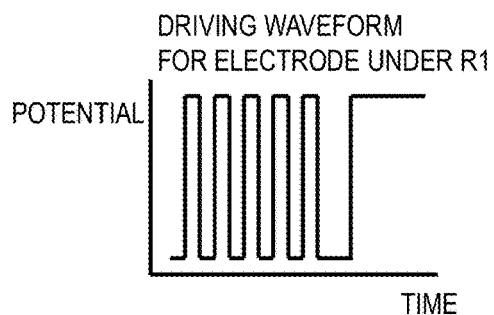 DRIVING WAVEFORM
FOR ELECTRODE UNDER R1
POTENTIAL
TIME